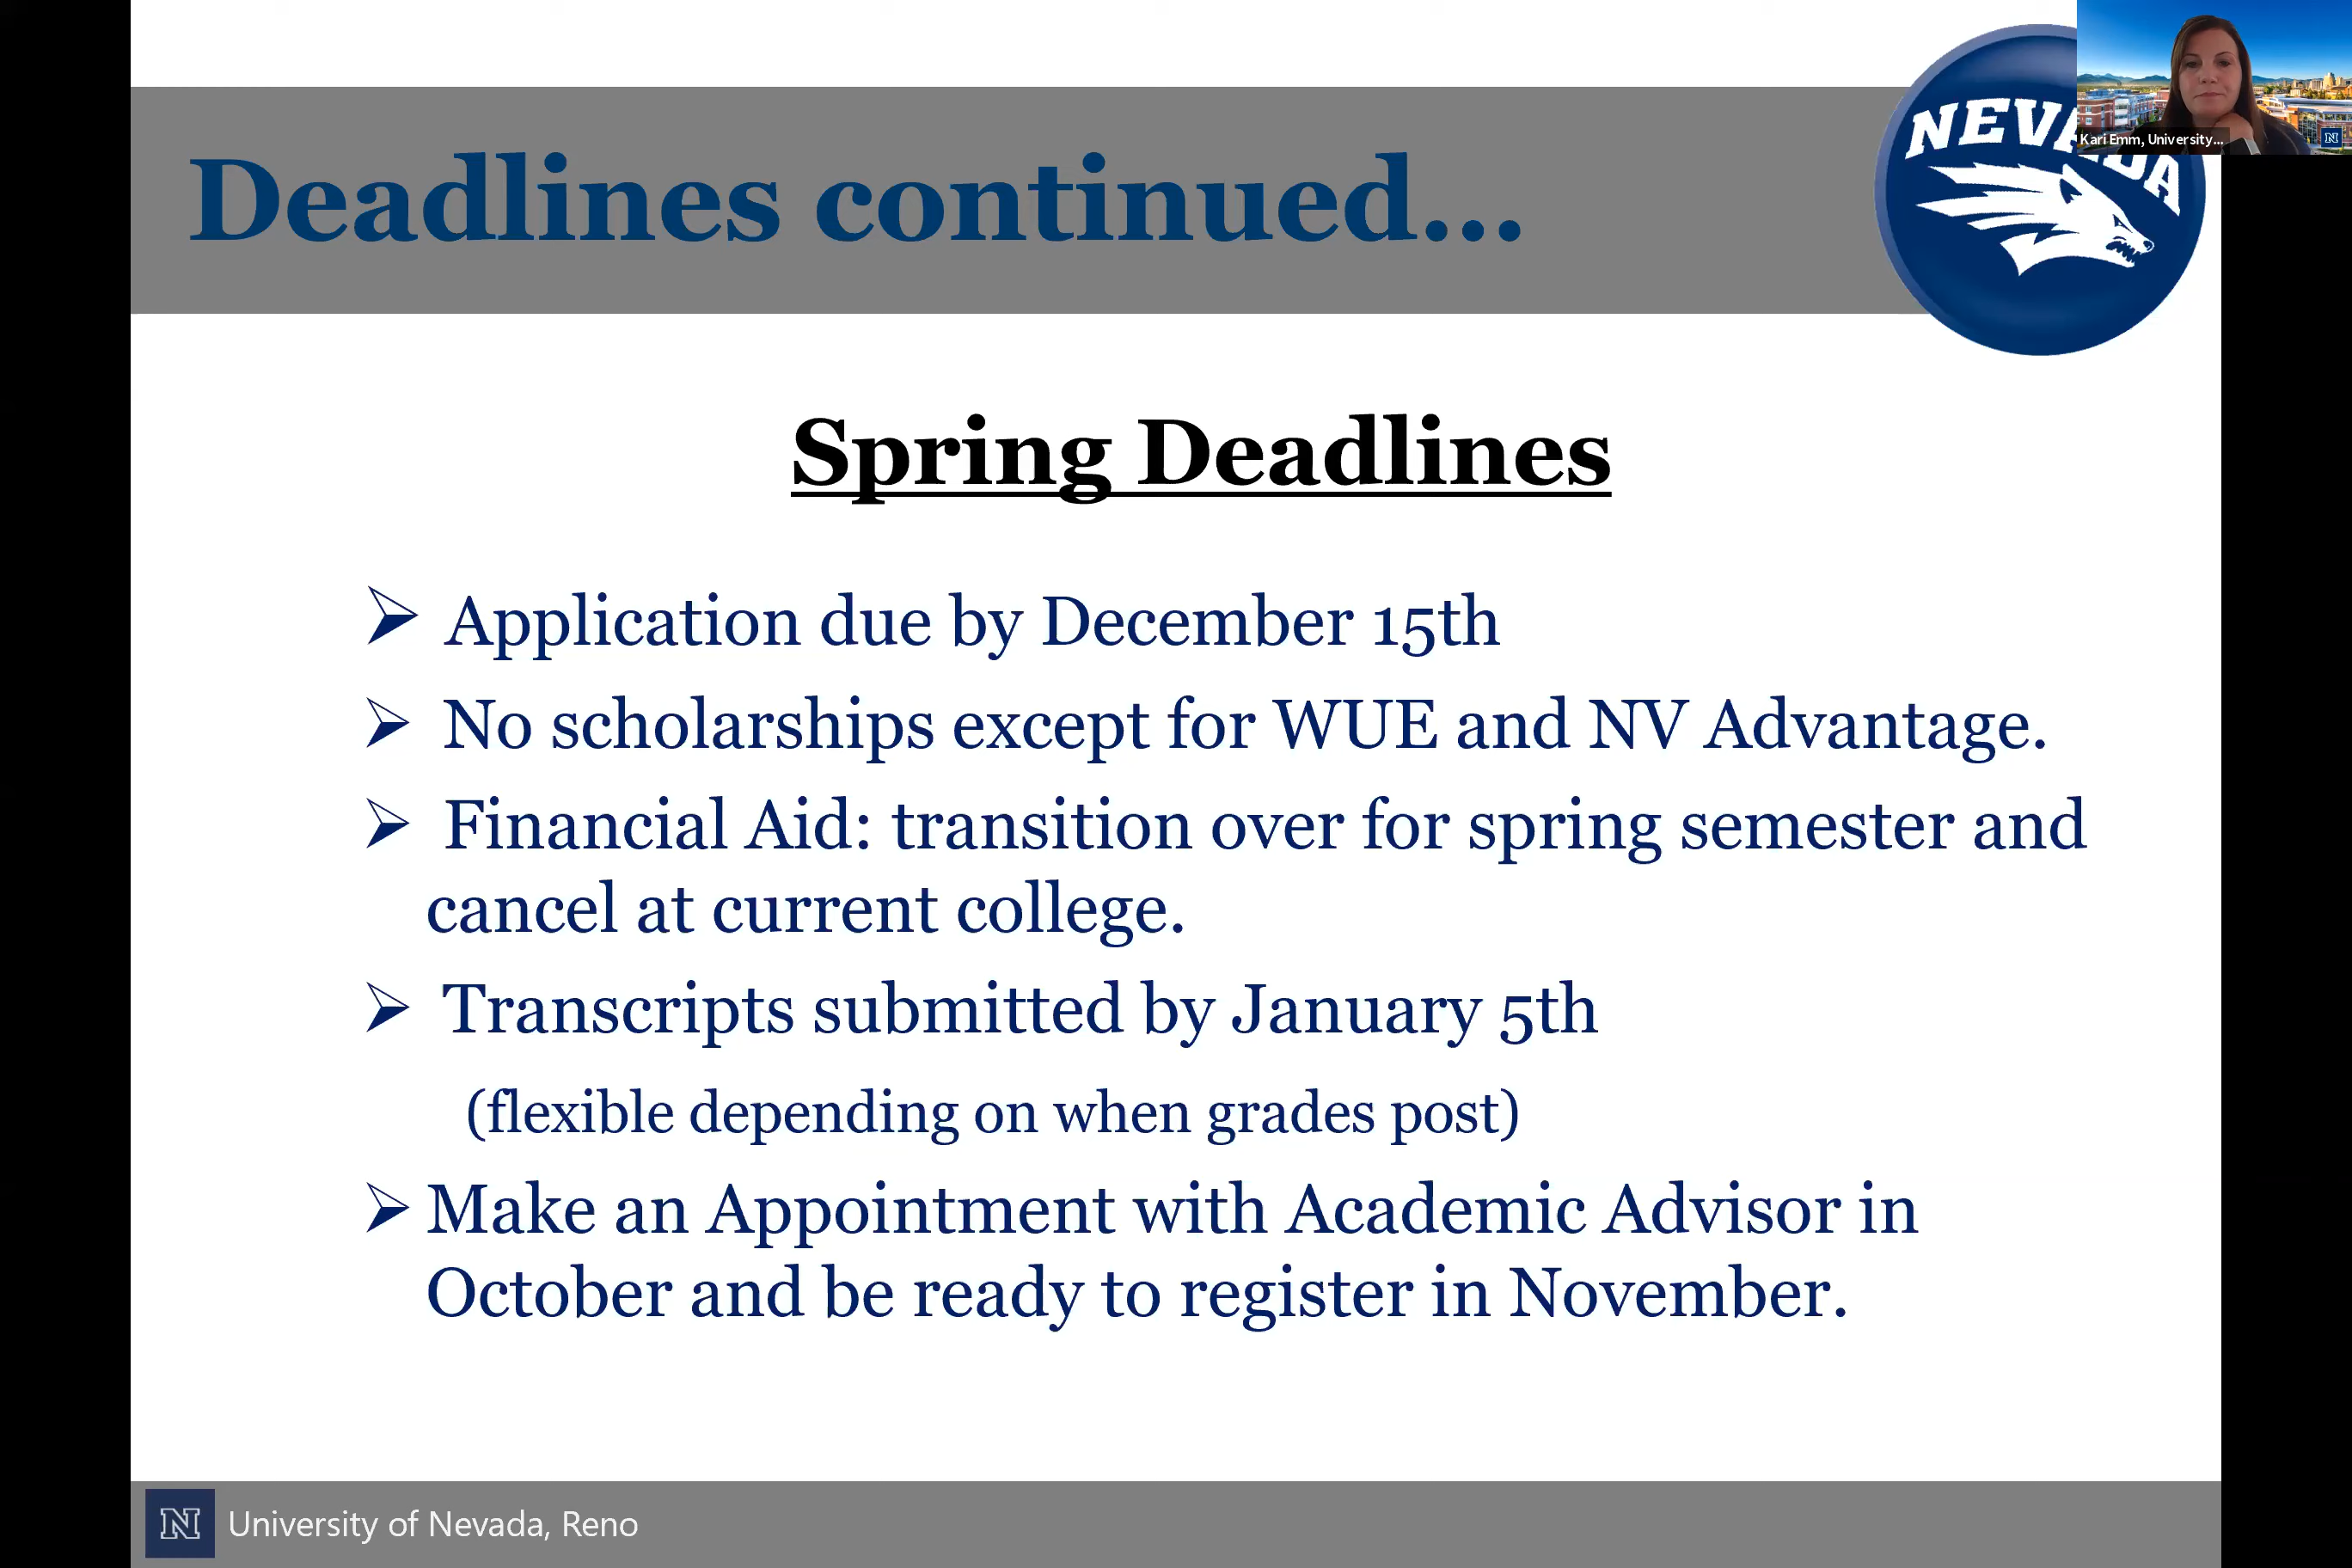 Deadlines continued...
NEVADA
Kari Emm, University...
N
Spring Deadlines
Application due by December 15th
No scholarships except for WUE and NV Advantage.
Financial Aid: transition over for spring semester and
cancel at current college.
Transcripts submitted by January 5th
(flexible depending on when grades post)
Make an Appointment with Academic Advisor in
October and be ready to register in November.
N
University of Nevada, Reno